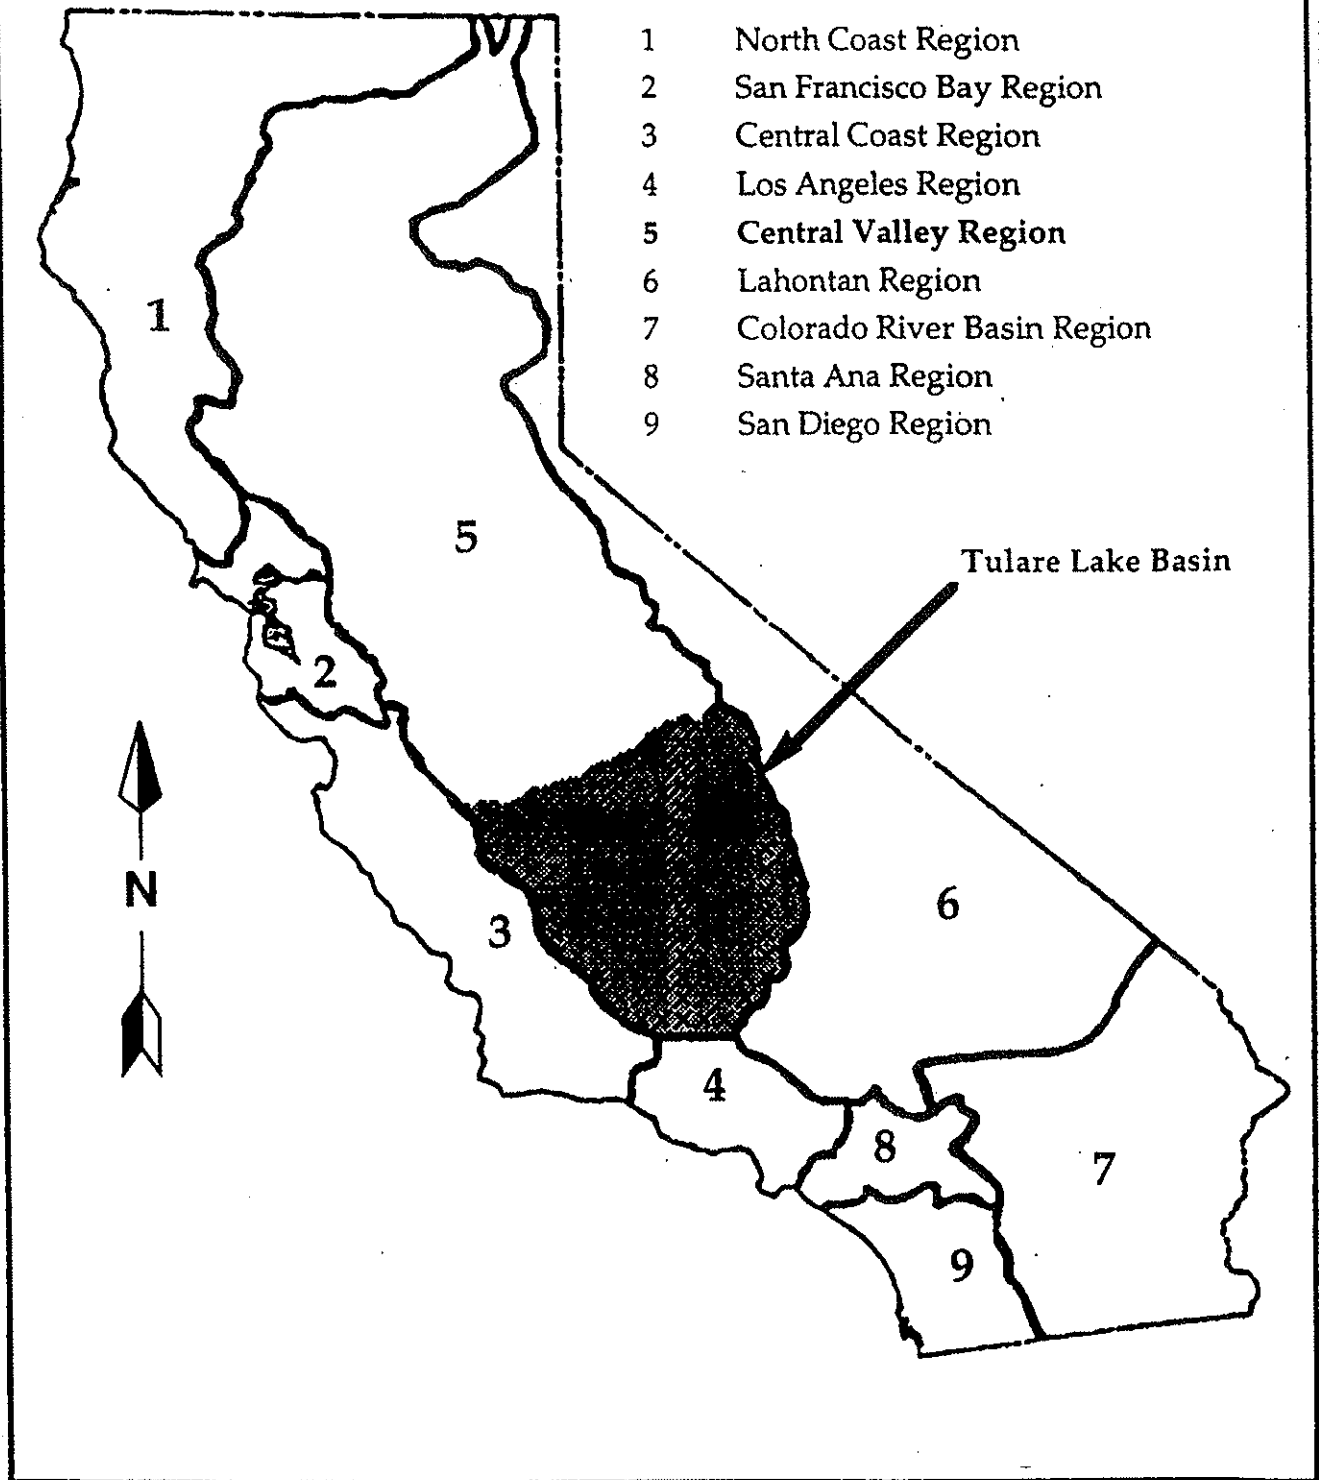 1 North Coast Region
2 San Francisco Bay Region
3 Central Coast Region
4 Los Angeles Region
5 Central Valley Region
6 Lahontan Region
7 Colorado River Basin Region
8 Santa Ana Region
9 San Diego Region
1
5
Tulare Lake Basin
2
N
3
6
4
8
7
9